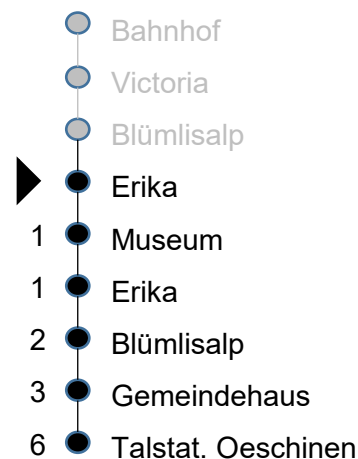 Bahnhof
Victoria
Blümlisalp
Erika
1 Museum
1 Erika
2 Blümlisalp
3 Gemeindehaus
6 Talstat. Oeschinen